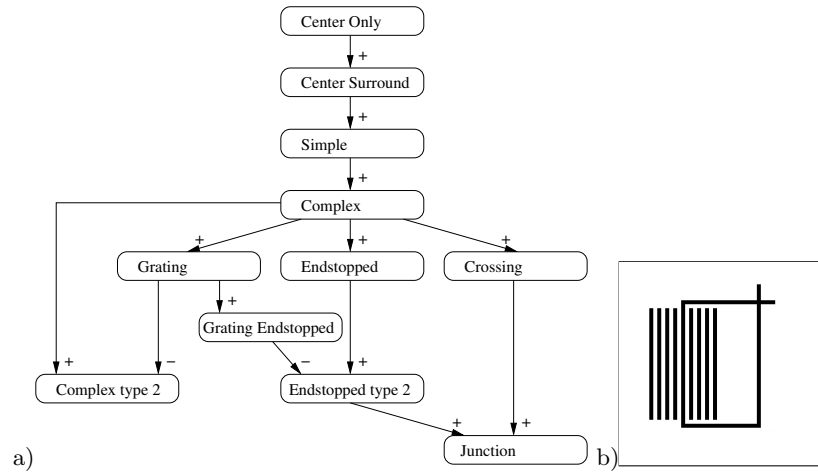 Center Only
+
Center Surround
+
Simple
+
Complex
+ + +
Grating Endstopped Crossing
+
Grating Endstopped
+ − − +
Complex type 2 Endstopped type 2
+ +
Junction
a) b)